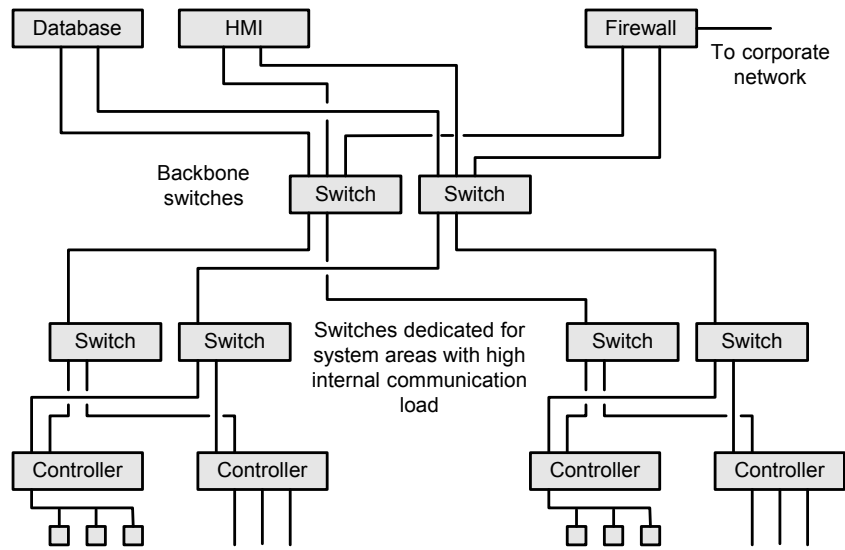 Database
HMI
Firewall
To corporate
network
Backbone
switches
Switch
Switch
Switch
Switch
Switches dedicated for
system areas with high
internal communication
load
Switch
Switch
Controller
Controller
Controller
Controller